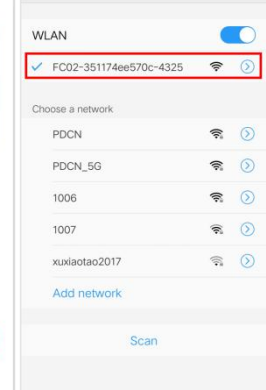 WLAN
FC02-351174ee570c-4325
Choose a network
PDCN
PDCN_5G
1006
1007
xuxiaotao2017
Add network
Scan